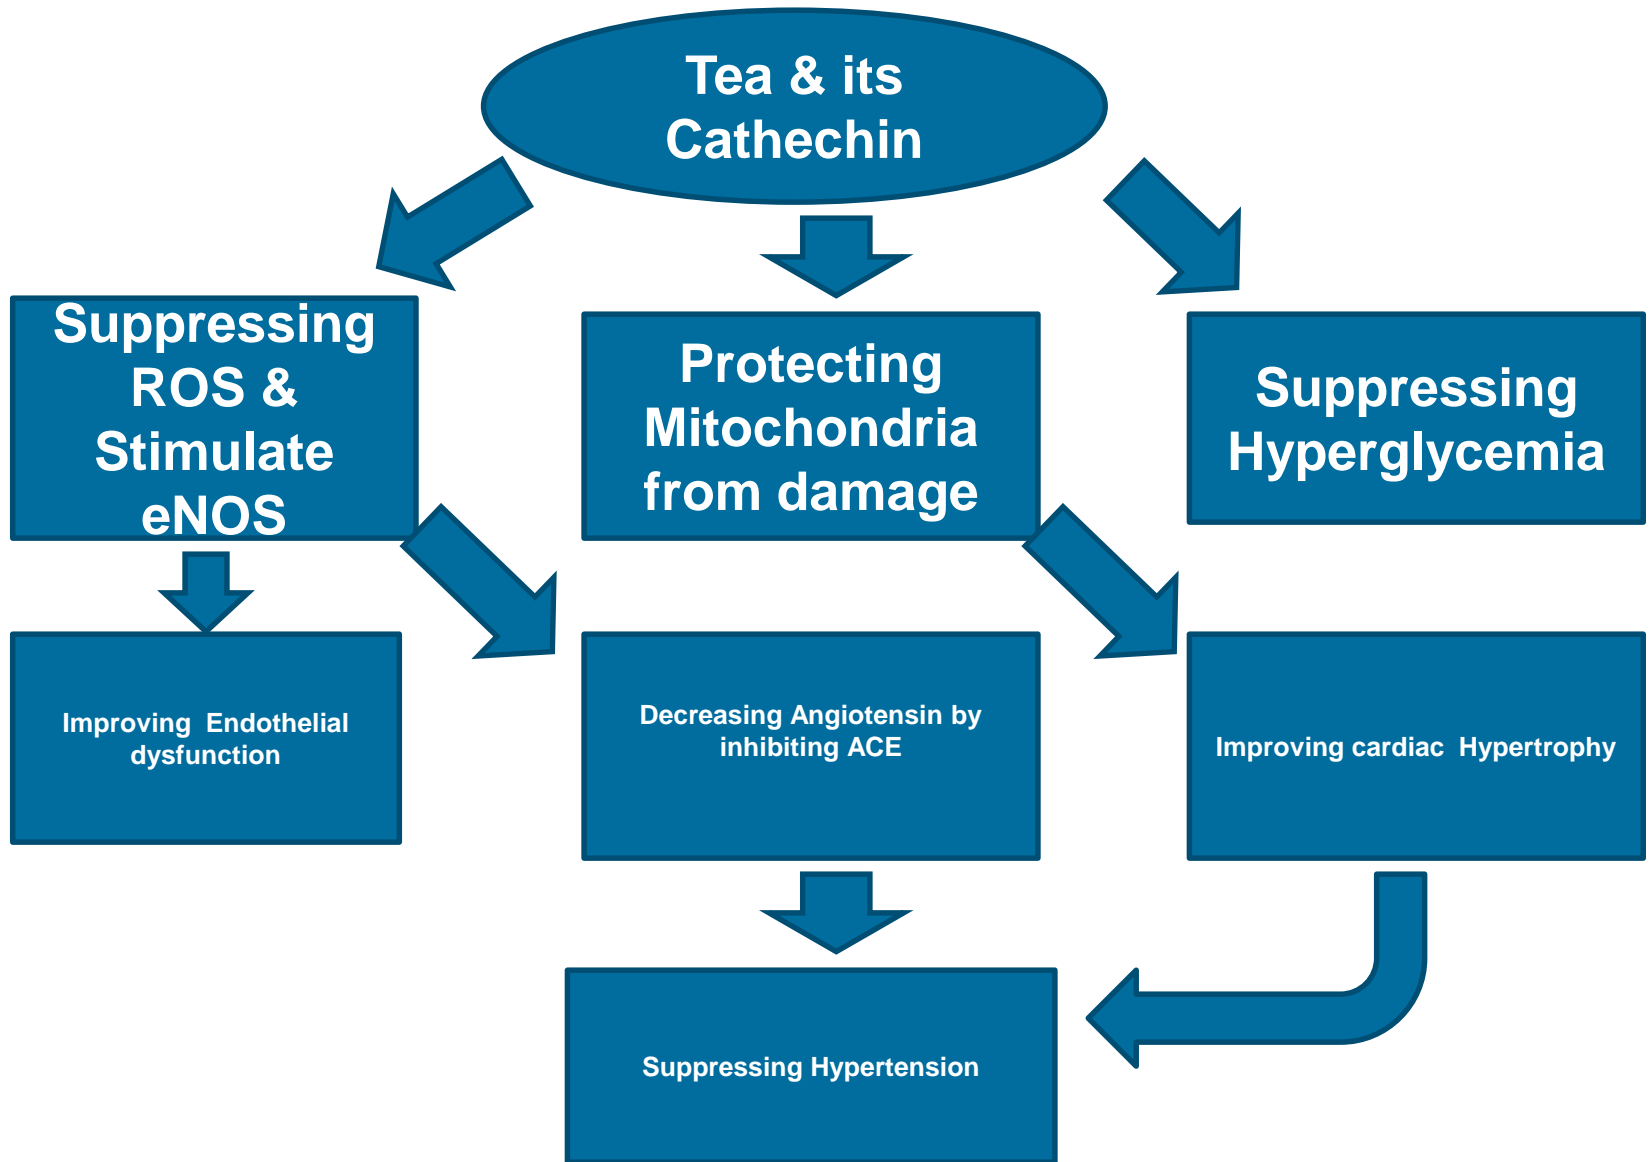 Tea & its
Cathechin
Suppressing
ROS &
Stimulate
eNOS
Protecting
Mitochondria
from damage
Suppressing
Hyperglycemia
Improving  Endothelial
dysfunction
Decreasing Angiotensin by
inhibiting ACE
Improving cardiac  Hypertrophy
Suppressing Hypertension